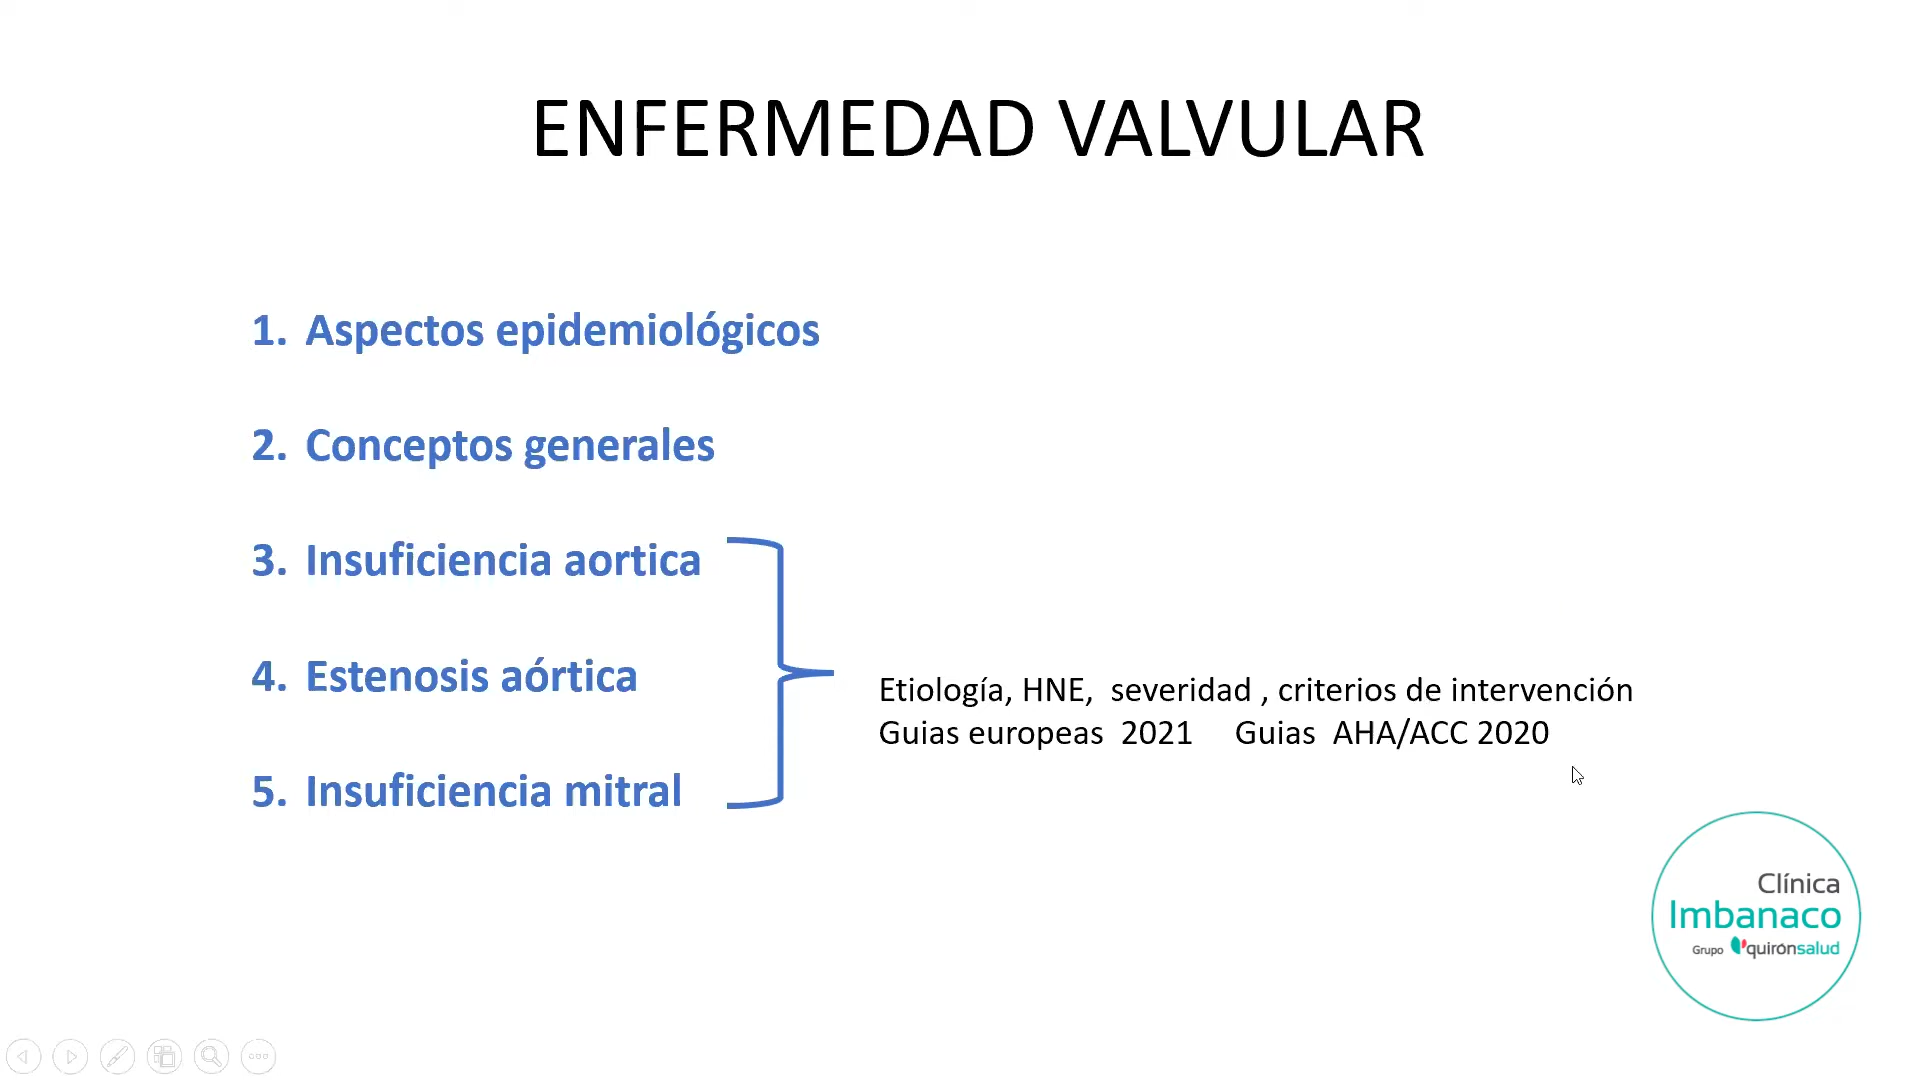 ENFERMEDAD VALVULAR
1. Aspectos epidemiológicos
2. Conceptos generales
3. Insuficiencia aortica
4. Estenosis aórtica
5. Insuficiencia mitral
Etiología, HNE, severidad , criterios de intervención
Guias europeas 2021 Guias AHA/ACC 2020
Clínica
Imbanaco
Grupo quirónsalud